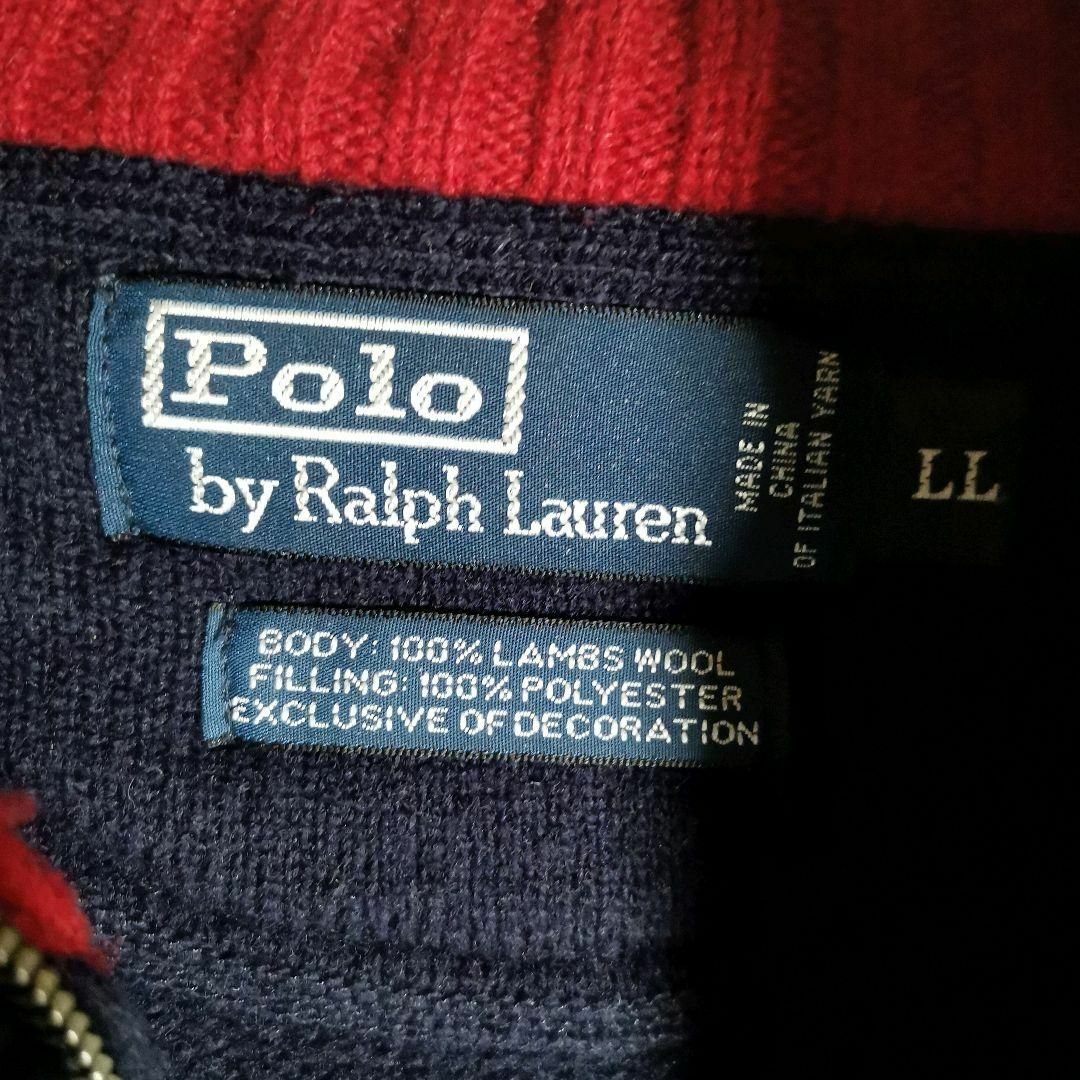 Polo
by Ralph Lauren
MADE IN
CHINA
OF ITALIAN YARN
LL
BODY: 100% LAMBS WOOL
FILLING: 100% POLYESTER
EXCLUSIVE OF DECORATION